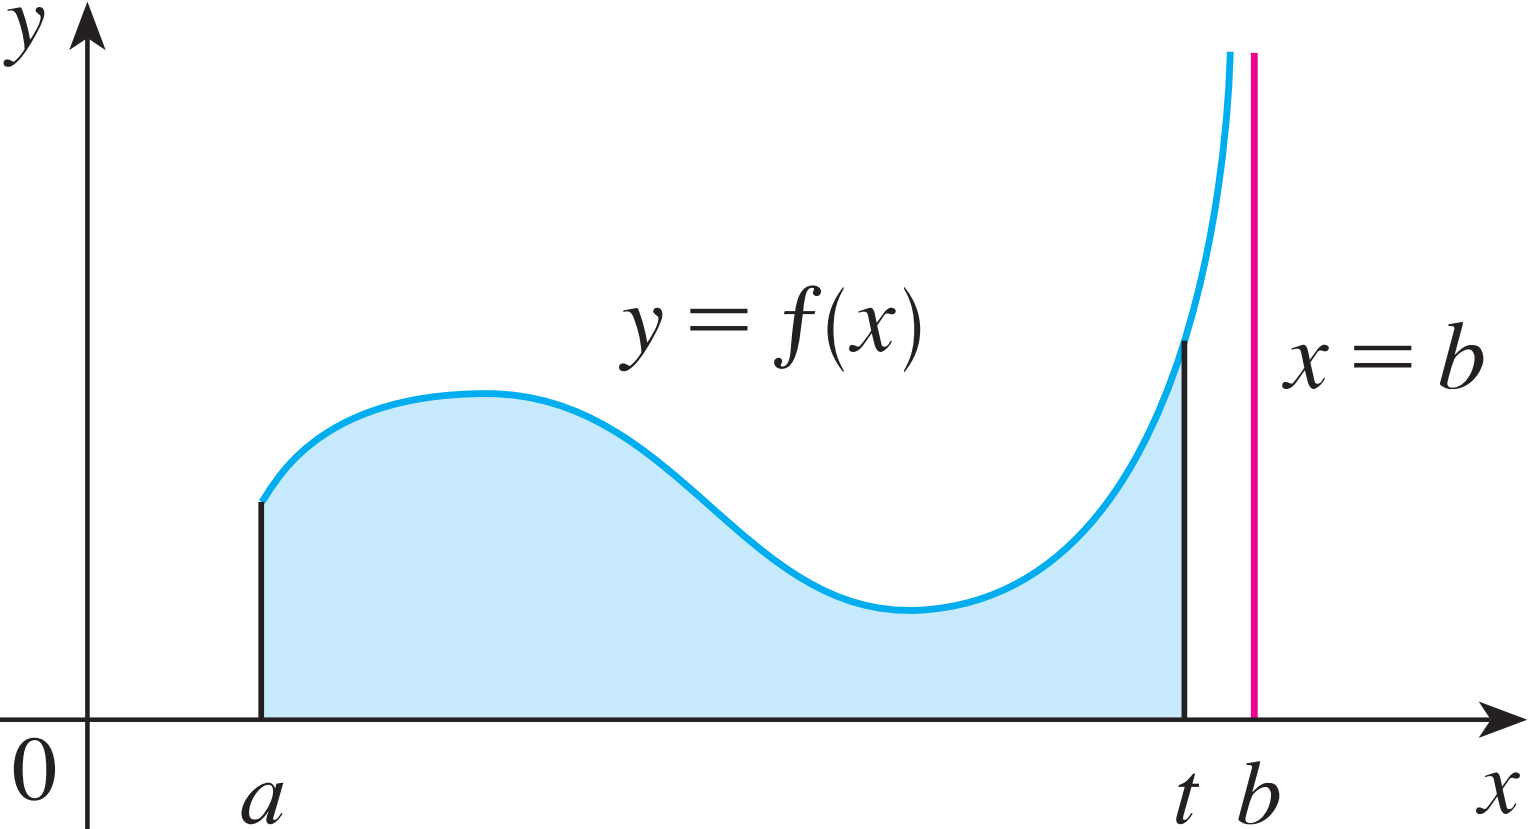 y
y = f(x)
x = b
0
a
t
b
x